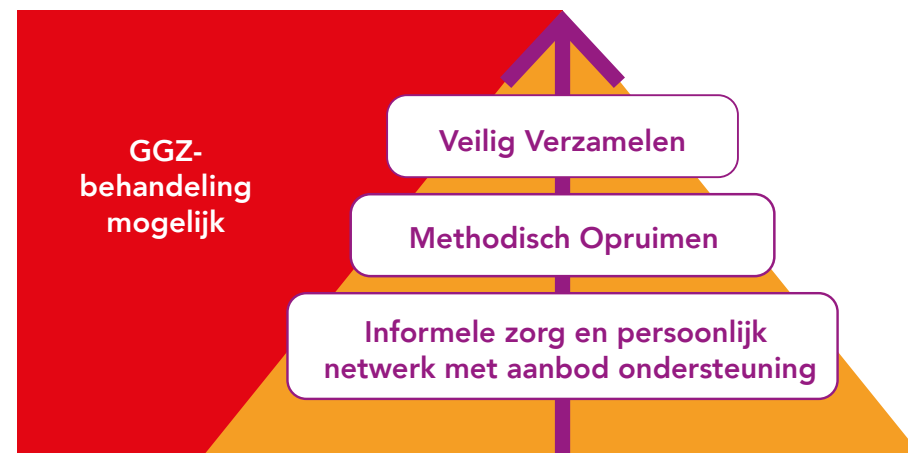 GGZ-
behandeling
mogelijk
Veilig Verzamelen
Methodisch Opruimen
Informele zorg en persoonlijk
netwerk met aanbod ondersteuning